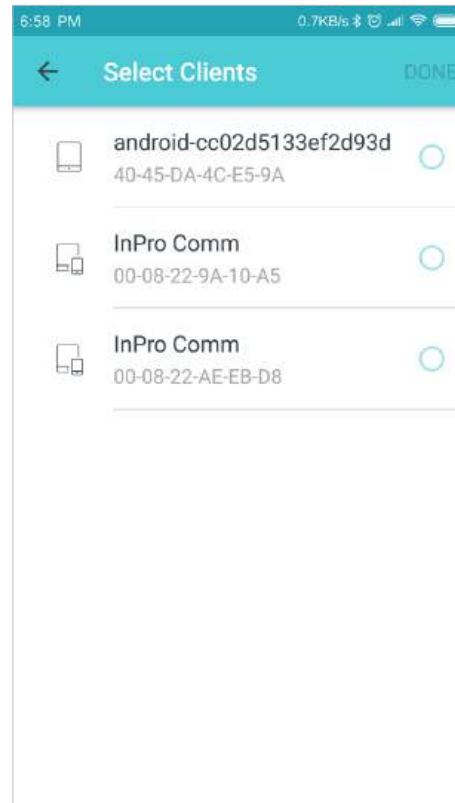 6:58 PM 0.7KB/s
Select Clients DONE
android-cc02d5133ef2d93d
40-45-DA-4C-E5-9A
InPro Comm
00-08-22-9A-10-A5
InPro Comm
00-08-22-AE-EB-D8